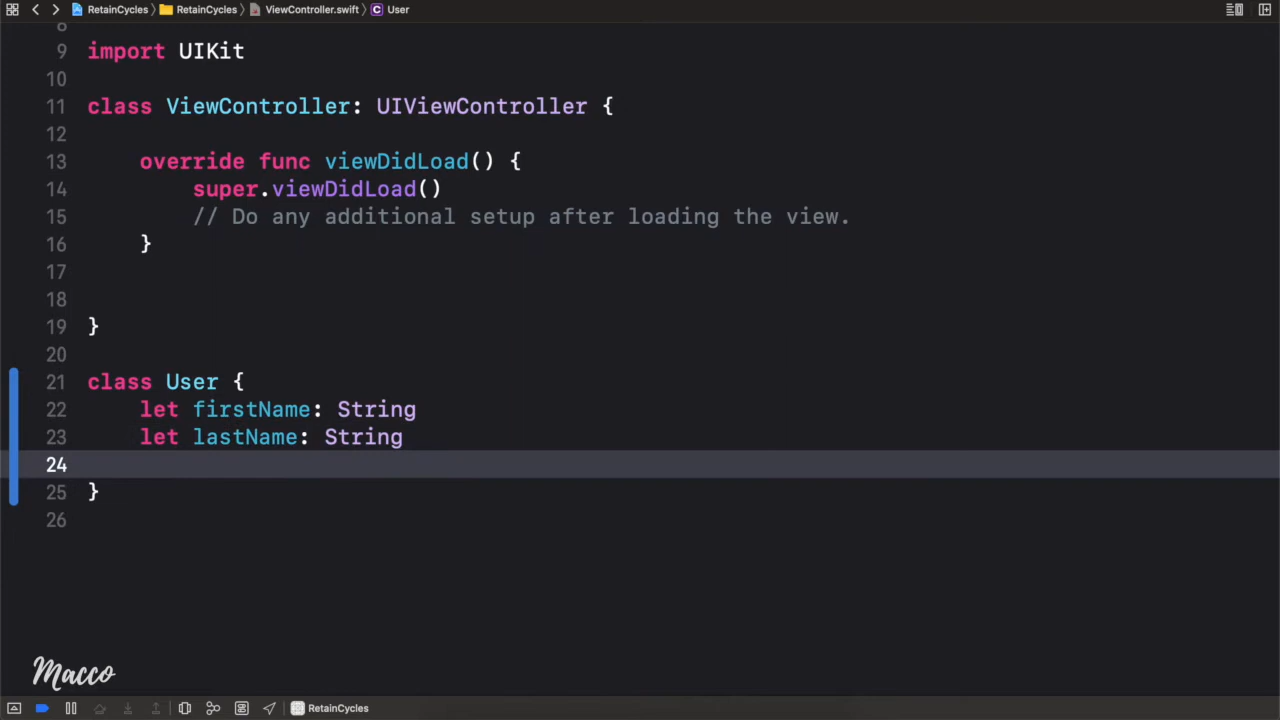 RetainCycles RetainCycles ViewController.swift C User
8
9 import UIKit
10
11 class ViewController: UIViewController {
12
13     override func viewDidLoad() {
14         super.viewDidLoad()
15         // Do any additional setup after loading the view.
16     }
17
18
19 }
20
21 class User {
22     let firstName: String
23     let lastName: String
24
25 }
26
Macco
RetainCycles